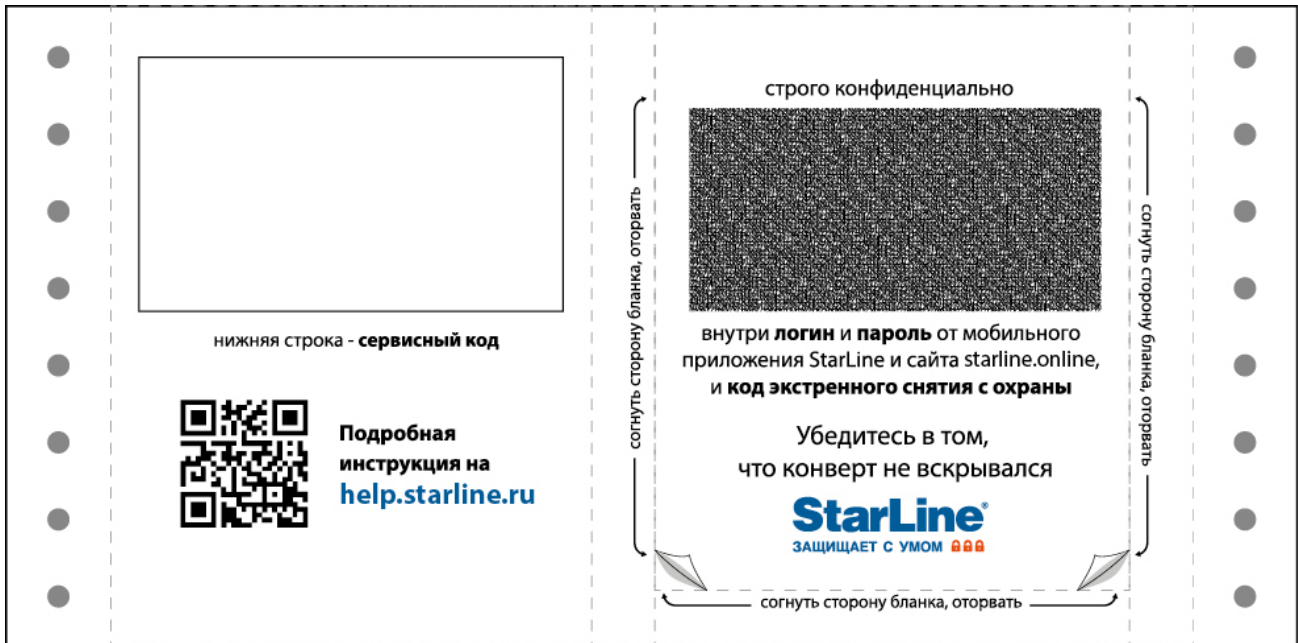 нижняя строка - сервисный код
Подробная
инструкция на
help.starline.ru
согнуть сторону бланка, оторвать
строго конфиденциально
внутри логин и пароль от мобильного
приложения StarLine и сайта starline.online,
и код экстренного снятия с охраны
Убедитесь в том,
что конверт не вскрывался
StarLine®
ЗАЩИЩАЕТ С УМОМ
согнуть сторону бланка, оторвать
согнуть сторону бланка, оторвать